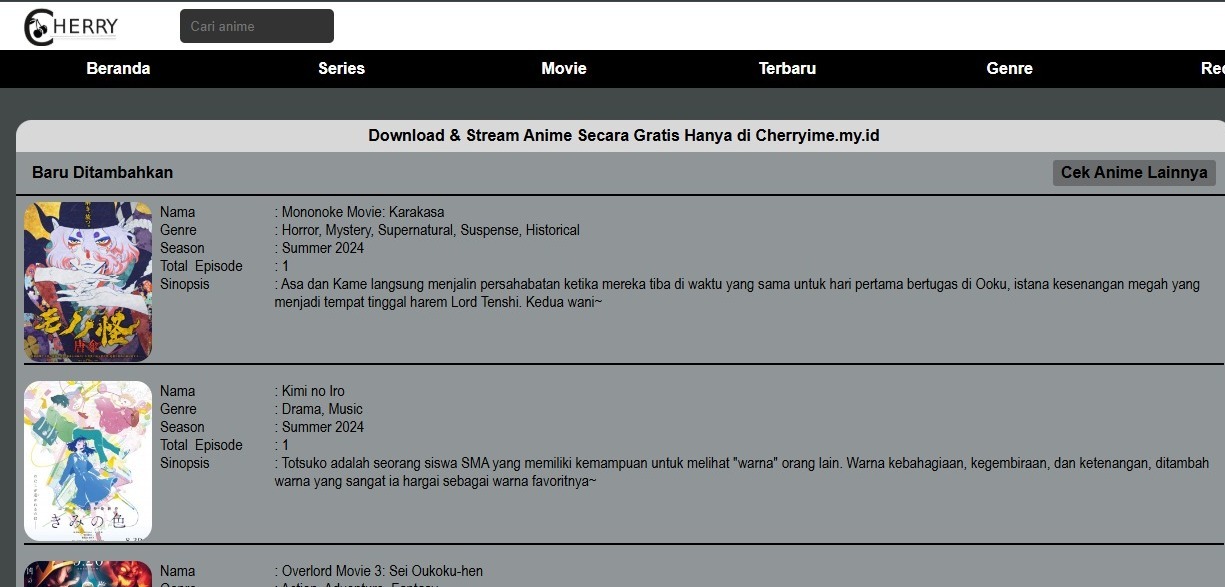 CHERRY
Cari anime
Beranda Series Movie Terbaru Genre
Download & Stream Anime Secara Gratis Hanya di Cherryime.my.id
Baru Ditambahkan Cek Anime Lainnya
Nama : Mononoke Movie: Karakasa
Genre : Horror, Mystery, Supernatural, Suspense, Historical
Season : Summer 2024
Total Episode : 1
Sinopsis : Asa dan Kame langsung menjalin persahabatan ketika mereka tiba di waktu yang sama untuk hari pertama bertugas di Ooku, istana kesenangan megah yang
menjadi tempat tinggal harem Lord Tenshi. Kedua wani~
モノノ怪
唐傘
Nama : Kimi no Iro
Genre : Drama, Music
Season : Summer 2024
Total Episode : 1
Sinopsis : Totsuko adalah seorang siswa SMA yang memiliki kemampuan untuk melihat "warna" orang lain. Warna kebahagiaan, kegembiraan, dan ketenangan, ditambah
warna yang sangat ia hargai sebagai warna favoritnya~
きみの色
Nama : Overlord Movie 3: Sei Oukoku-hen
Genre : Action, Adventure, Fantasy